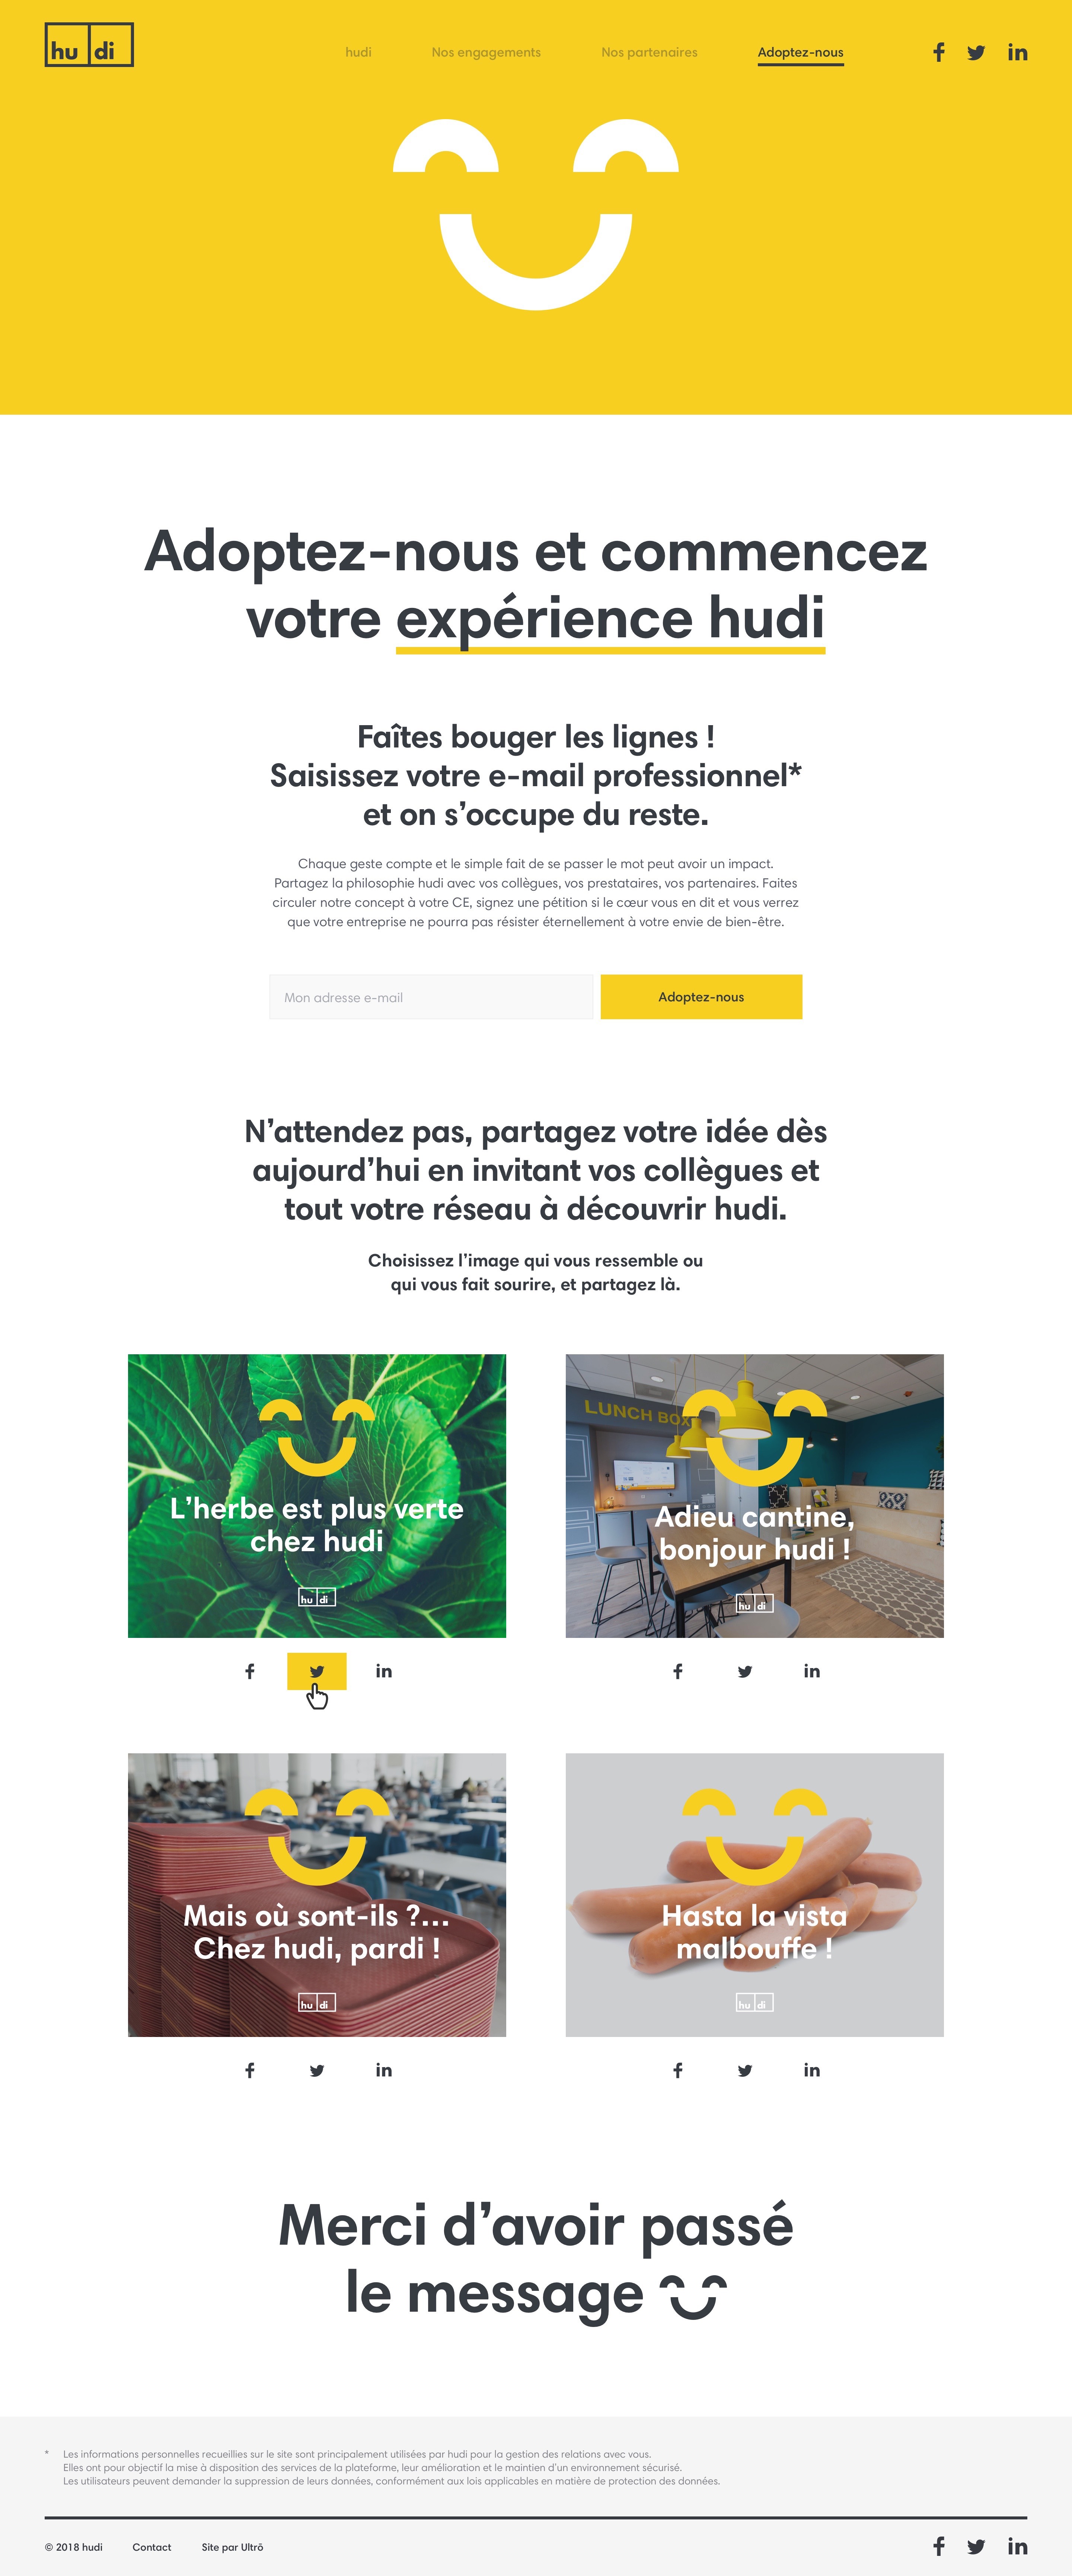 hu di
hudi
Nos engagements
Nos partenaires
Adoptez-nous
Adoptez-nous et commencez
votre expérience hudi
Faîtes bouger les lignes !
Saisissez votre e-mail professionnel*
et on s’occupe du reste.
Chaque geste compte et le simple fait de se passer le mot peut avoir un impact.
Partagez la philosophie hudi avec vos collègues, vos prestataires, vos partenaires. Faites
circuler notre concept à votre CE, signez une pétition si le cœur vous en dit et vous verrez
que votre entreprise ne pourra pas résister éternellement à votre envie de bien-être.
Mon adresse e-mail
Adoptez-nous
N’attendez pas, partagez votre idée dès
aujourd’hui en invitant vos collègues et
tout votre réseau à découvrir hudi.
Choisissez l’image qui vous ressemble ou
qui vous fait sourire, et partagez là.
L’herbe est plus verte
chez hudi
hu di
LUNCH BOX
Adieu cantine,
bonjour hudi !
hu di
Mais où sont-ils ?...
Chez hudi, pardi !
hu di
Hasta la vista
malbouffe !
hu di
Merci d’avoir passé
le message
* Les informations personnelles recueillies sur le site sont principalement utilisées par hudi pour la gestion des relations avec vous.
Elles ont pour objectif la mise à disposition des services de la plateforme, leur amélioration et le maintien d’un environnement sécurisé.
Les utilisateurs peuvent demander la suppression de leurs données, conformément aux lois applicables en matière de protection des données.
© 2018 hudi
Contact
Site par Ultrō